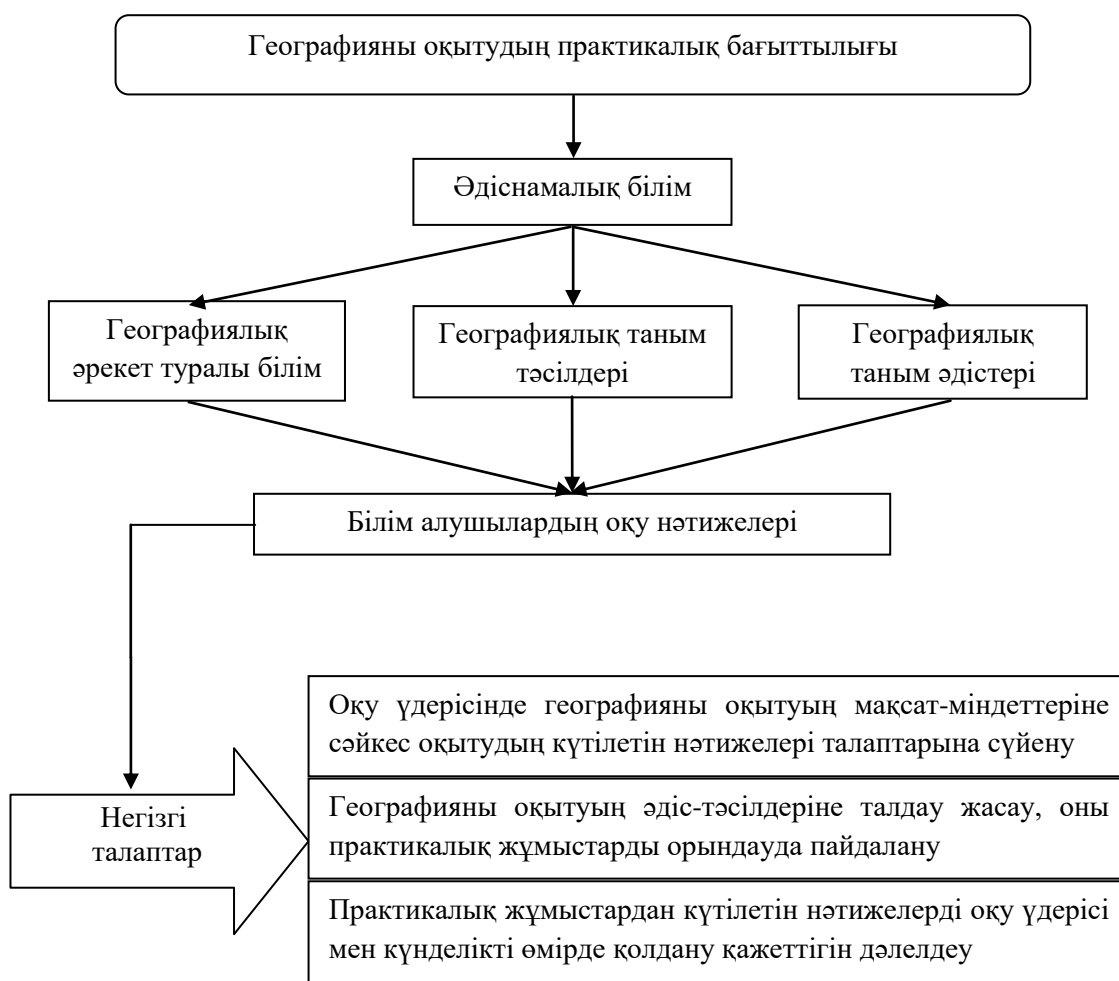 Географияны оқытудың практикалық бағыттылығы
Әдіснамалық білім
Географиялық
әрекет туралы білім
Географиялық таным
тәсілдері
Географиялық
таным әдістері
Білім алушылардың оқу нәтижелері
Негізгі
талаптар
Оқу үдерісінде географияны оқытуың мақсат-міндеттеріне
сәйкес оқытудың күтілетін нәтижелері талаптарына сүйену
Географияны оқытуың әдіс-тәсілдеріне талдау жасау, оны
практикалық жұмыстарды орындауда пайдалану
Практикалық жұмыстардан күтілетін нәтижелерді оқу үдерісі
мен күнделікті өмірде қолдану қажеттігін дәлелдеу